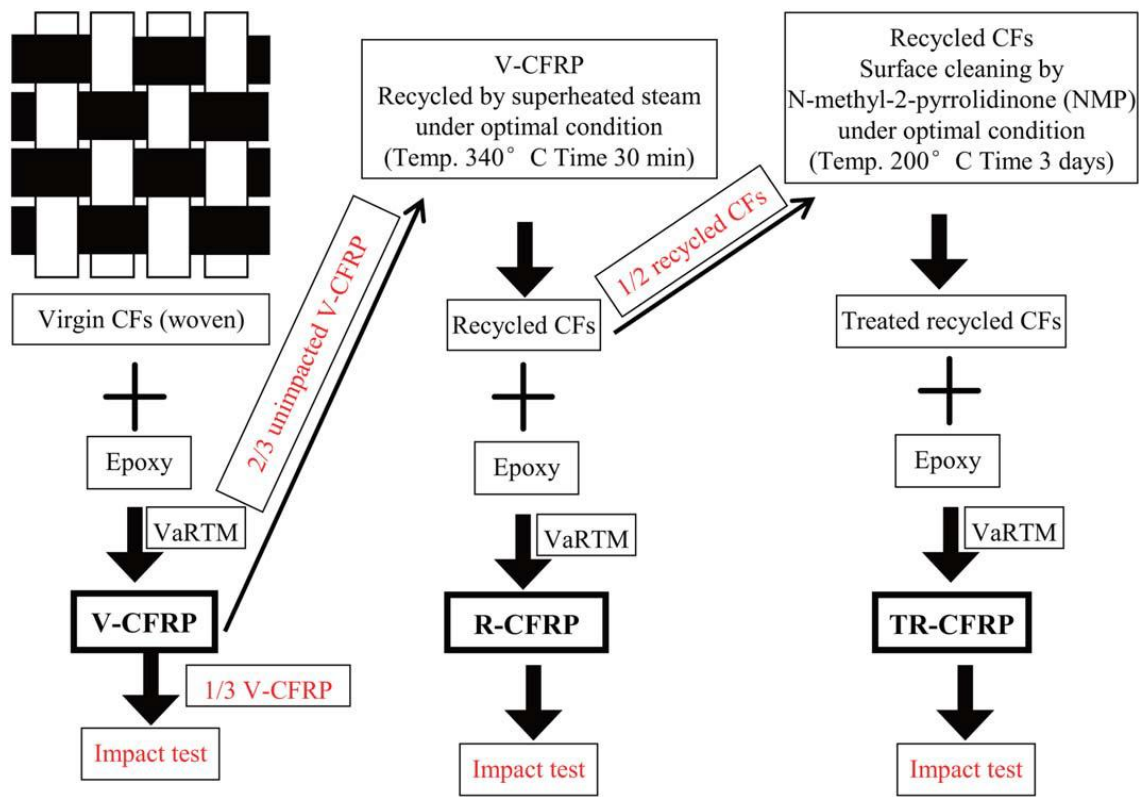 Virgin CFs (woven)
Epoxy
VaRTM
V-CFRP
1/3 V-CFRP
Impact test
2/3 unimpacted V-CFRP
V-CFRP
Recycled by superheated steam
under optimal condition
(Temp. 340° C Time 30 min)
Recycled CFs
Epoxy
VaRTM
R-CFRP
Impact test
1/2 recycled CFs
Recycled CFs
Surface cleaning by
N-methyl-2-pyrrolidinone (NMP)
under optimal condition
(Temp. 200° C Time 3 days)
Treated recycled CFs
Epoxy
VaRTM
TR-CFRP
Impact test